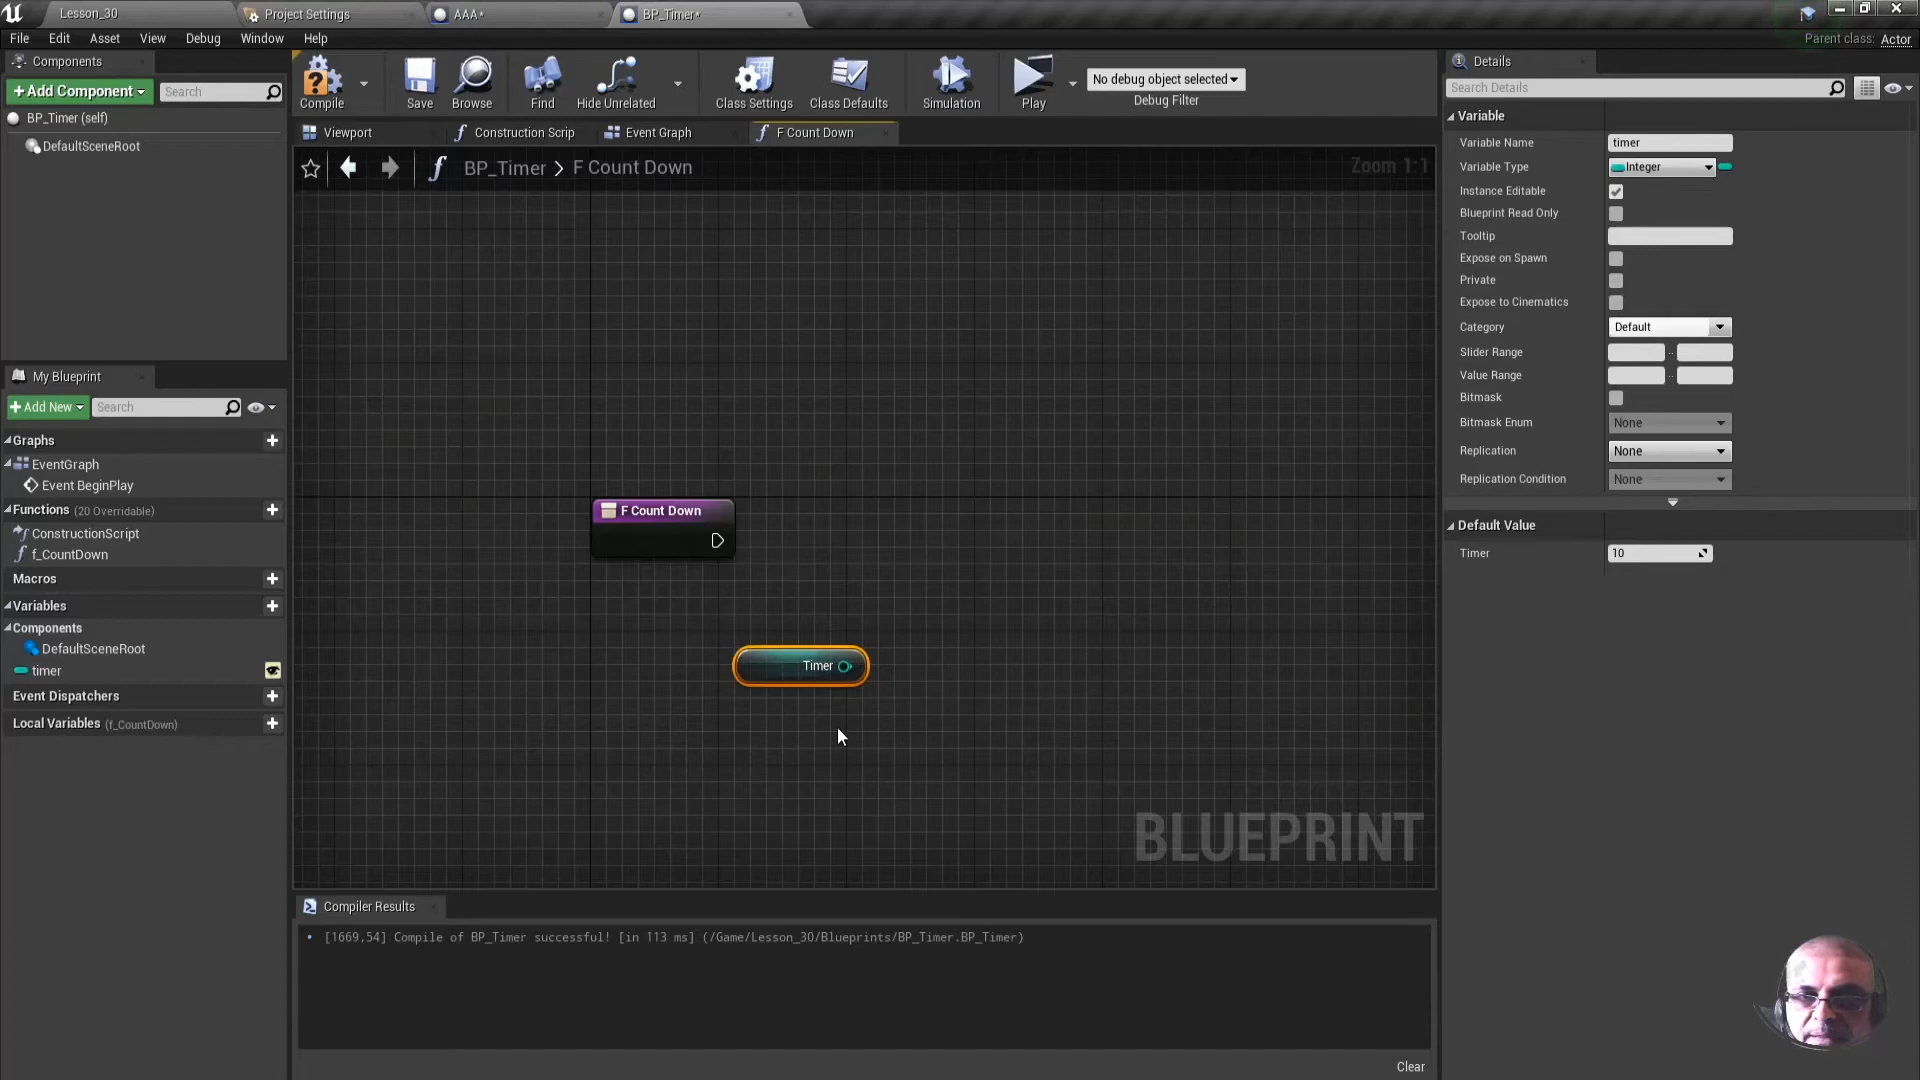 Lesson_30
Project Settings
AAA*
BP_Timer*
File Edit Asset View Debug Window Help
Parent class: Actor
Components
+Add Component
Search
BP_Timer (self)
DefaultSceneRoot
Compile
Save
Browse
Find
Hide Unrelated
Class Settings
Class Defaults
Simulation
Play
No debug object selected
Debug Filter
Viewport
Construction Scrip
Event Graph
F Count Down
BP_Timer > F Count Down
Zoom 1:1
F Count Down
Timer
BLUEPRINT
My Blueprint
+Add New
Search
Graphs
EventGraph
Event BeginPlay
Functions (20 Overridable)
ConstructionScript
f_CountDown
Macros
Variables
Components
DefaultSceneRoot
timer
Event Dispatchers
Local Variables (f_CountDown)
Compiler Results
[1669,54] Compile of BP_Timer successful! [in 113 ms] (/Game/Lesson_30/Blueprints/BP_Timer.BP_Timer)
Clear
Details
Search Details
Variable
Variable Name timer
Variable Type Integer
Instance Editable
Blueprint Read Only
Tooltip
Expose on Spawn
Private
Expose to Cinematics
Category Default
Slider Range
Value Range
Bitmask
Bitmask Enum None
Replication None
Replication Condition None
Default Value
Timer 10